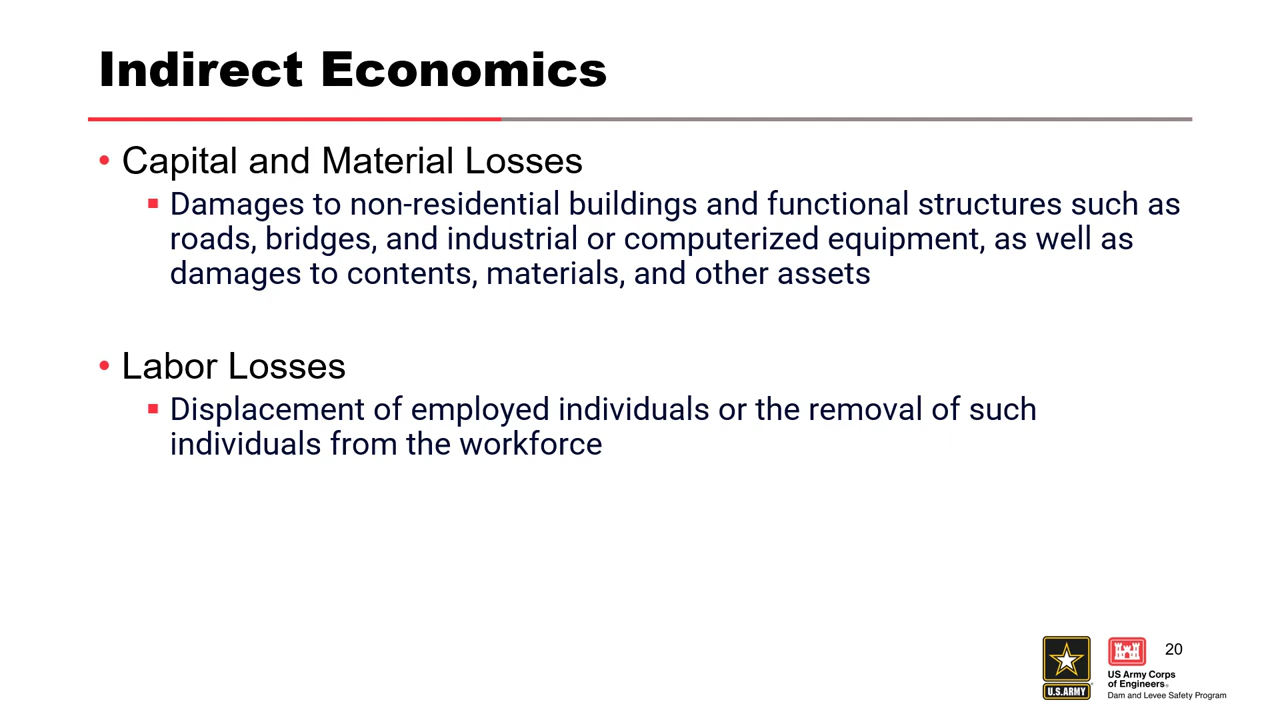 Indirect Economics
• Capital and Material Losses
▪ Damages to non-residential buildings and functional structures such as
roads, bridges, and industrial or computerized equipment, as well as
damages to contents, materials, and other assets
• Labor Losses
▪ Displacement of employed individuals or the removal of such
individuals from the workforce
20
U.S. ARMY
US Army Corps
of Engineers®
Dam and Levee Safety Program